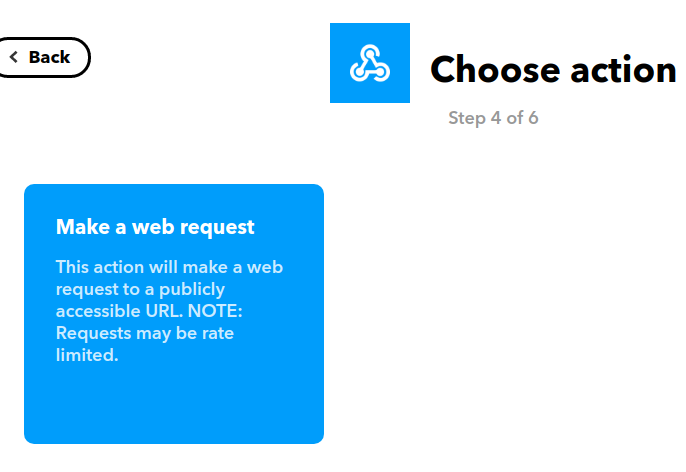 Back
Choose action
Step 4 of 6
Make a web request
This action will make a web
request to a publicly
accessible URL. NOTE:
Requests may be rate
limited.